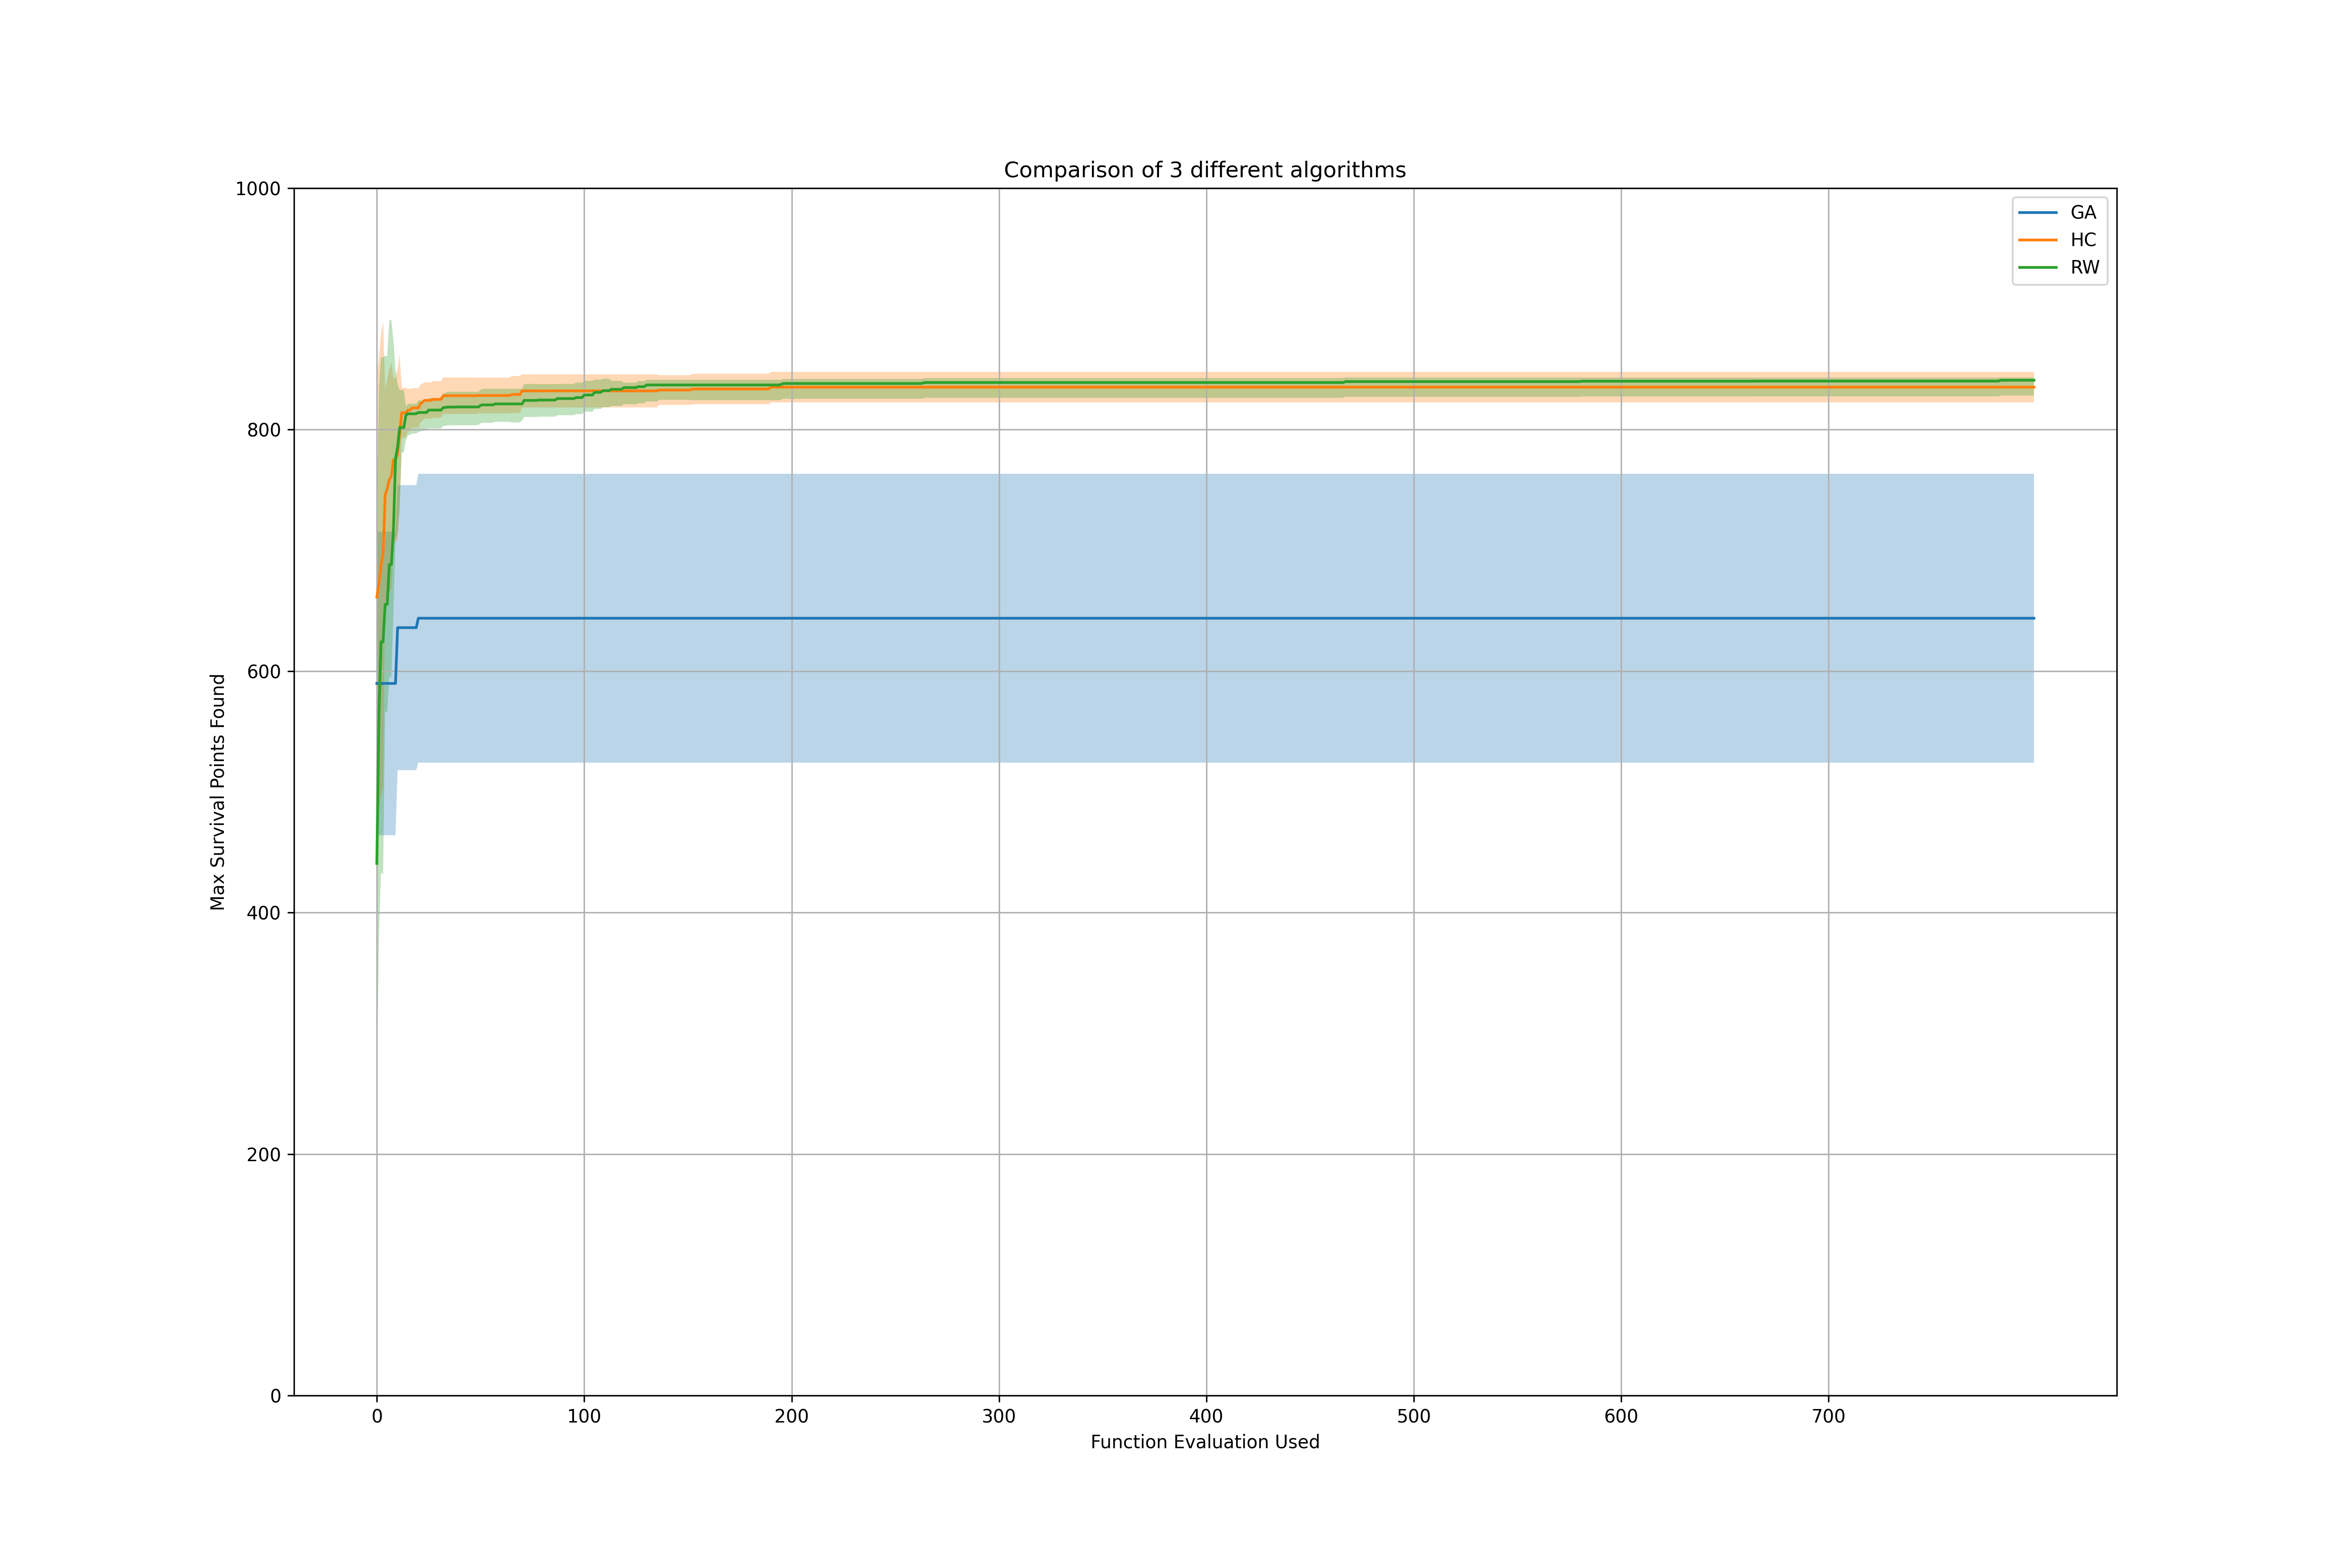 Comparison of 3 different algorithms
1000
800
600
400
200
0
Max Survival Points Found
GA
HC
RW
0 100 200 300 400 500 600 700
Function Evaluation Used